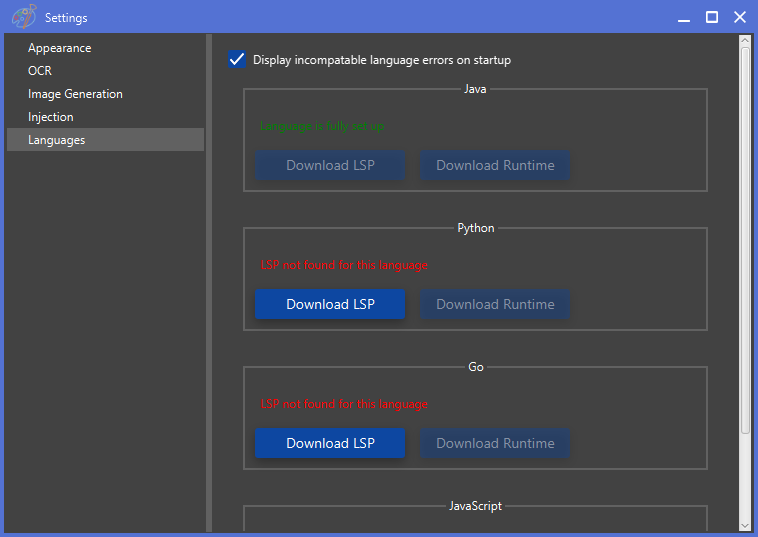 Settings
Appearance
OCR
Image Generation
Injection
Languages
Display incompatable language errors on startup
Java
Language is fully set up
Download LSP Download Runtime
Python
LSP not found for this language
Download LSP Download Runtime
Go
LSP not found for this language
Download LSP Download Runtime
JavaScript